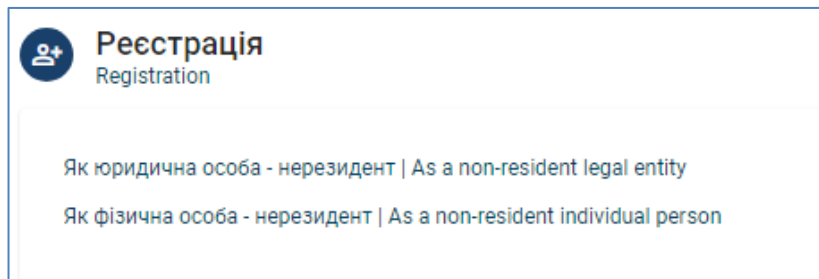 Реєстрація
Registration
Як юридична особа - нерезидент | As a non-resident legal entity
Як фізична особа - нерезидент | As a non-resident individual person